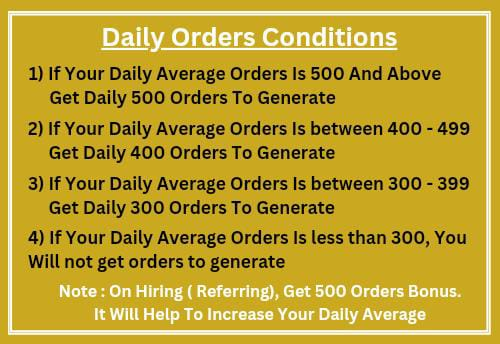 Daily Orders Conditions
1) If Your Daily Average Orders Is 500 And Above
Get Daily 500 Orders To Generate
2) If Your Daily Average Orders Is between 400 - 499
Get Daily 400 Orders To Generate
3) If Your Daily Average Orders Is between 300 - 399
Get Daily 300 Orders To Generate
4) If Your Daily Average Orders Is less than 300, You
Will not get orders to generate
Note : On Hiring ( Referring), Get 500 Orders Bonus.
It Will Help To Increase Your Daily Average